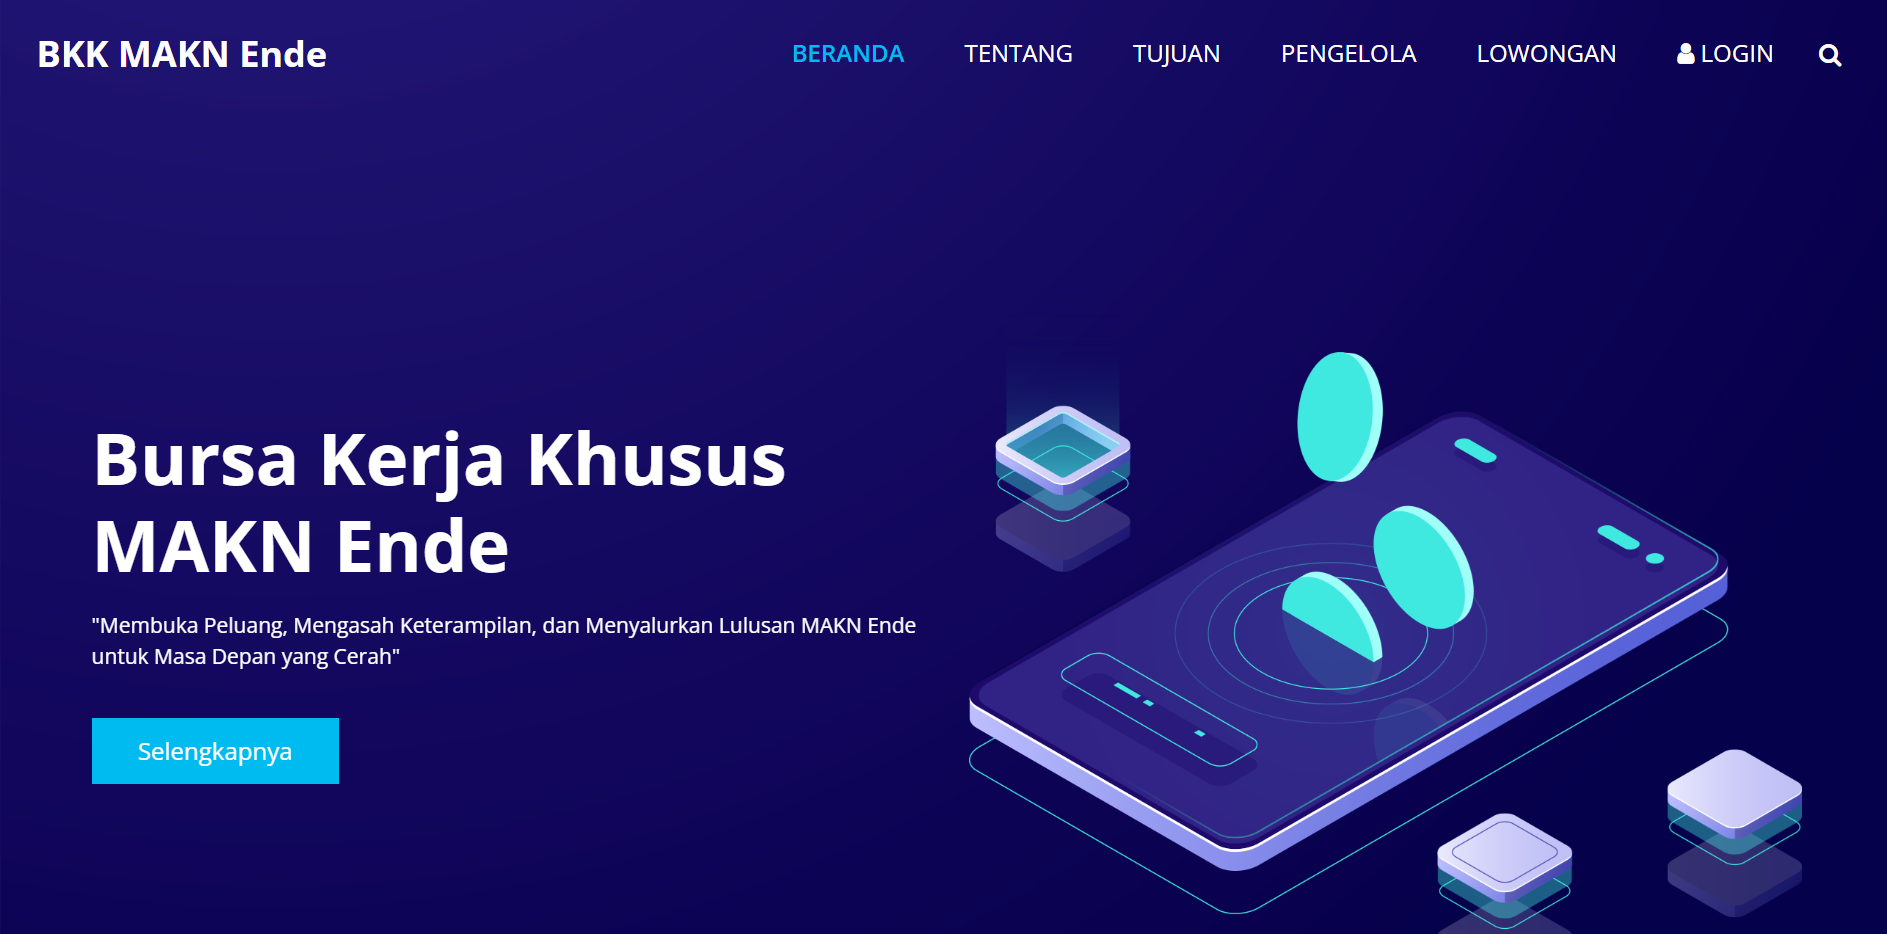 BKK MAKN Ende
BERANDA TENTANG TUJUAN PENGELOLA LOWONGAN LOGIN
Bursa Kerja Khusus
MAKN Ende
"Membuka Peluang, Mengasah Keterampilan, dan Menyalurkan Lulusan MAKN Ende
untuk Masa Depan yang Cerah"
Selengkapnya